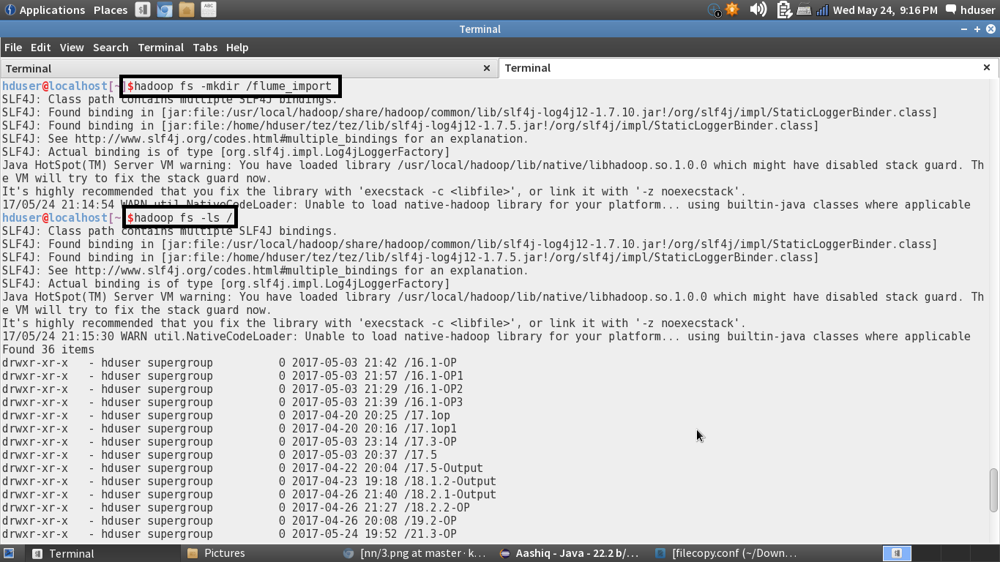 Applications Places Wed May 24, 9:16 PM hduser
Terminal
File Edit View Search Terminal Tabs Help
Terminal
Terminal
hduser@localhost[~]$hadoop fs -mkdir /flume_import
SLF4J: Class path contains multiple SLF4J bindings.
SLF4J: Found binding in [jar:file:/usr/local/hadoop/share/hadoop/common/lib/slf4j-log4j12-1.7.10.jar!/org/slf4j/impl/StaticLoggerBinder.class]
SLF4J: Found binding in [jar:file:/home/hduser/tez/tez/lib/slf4j-log4j12-1.7.5.jar!/org/slf4j/impl/StaticLoggerBinder.class]
SLF4J: See http://www.slf4j.org/codes.html#multiple_bindings for an explanation.
SLF4J: Actual binding is of type [org.slf4j.impl.Log4jLoggerFactory]
Java HotSpot(TM) Server VM warning: You have loaded library /usr/local/hadoop/lib/native/libhadoop.so.1.0.0 which might have disabled stack guard. Th
e VM will try to fix the stack guard now.
It's highly recommended that you fix the library with 'execstack -c <libfile>', or link it with '-z noexecstack'.
17/05/24 21:14:54 WARN util.NativeCodeLoader: Unable to load native-hadoop library for your platform... using builtin-java classes where applicable
hduser@localhost[~ $hadoop fs -ls /
SLF4J: Class path contains multiple SLF4J bindings.
SLF4J: Found binding in [jar:file:/usr/local/hadoop/share/hadoop/common/lib/slf4j-log4j12-1.7.10.jar!/org/slf4j/impl/StaticLoggerBinder.class]
SLF4J: Found binding in [jar:file:/home/hduser/tez/tez/lib/slf4j-log4j12-1.7.5.jar!/org/slf4j/impl/StaticLoggerBinder.class]
SLF4J: See http://www.slf4j.org/codes.html#multiple_bindings for an explanation.
SLF4J: Actual binding is of type [org.slf4j.impl.Log4jLoggerFactory]
Java HotSpot(TM) Server VM warning: You have loaded library /usr/local/hadoop/lib/native/libhadoop.so.1.0.0 which might have disabled stack guard. Th
e VM will try to fix the stack guard now.
It's highly recommended that you fix the library with 'execstack -c <libfile>', or link it with '-z noexecstack'.
17/05/24 21:15:30 WARN util.NativeCodeLoader: Unable to load native-hadoop library for your platform... using builtin-java classes where applicable
Found 36 items
drwxr-xr-x - hduser supergroup 0 2017-05-03 21:42 /16.1-OP
drwxr-xr-x - hduser supergroup 0 2017-05-03 21:57 /16.1-OP1
drwxr-xr-x - hduser supergroup 0 2017-05-03 21:29 /16.1-OP2
drwxr-xr-x - hduser supergroup 0 2017-05-03 21:39 /16.1-OP3
drwxr-xr-x - hduser supergroup 0 2017-04-20 20:25 /17.1op
drwxr-xr-x - hduser supergroup 0 2017-04-20 20:16 /17.1op1
drwxr-xr-x - hduser supergroup 0 2017-05-03 23:14 /17.3-OP
drwxr-xr-x - hduser supergroup 0 2017-05-03 20:37 /17.5
drwxr-xr-x - hduser supergroup 0 2017-04-22 20:04 /17.5-Output
drwxr-xr-x - hduser supergroup 0 2017-04-23 19:18 /18.1.2-Output
drwxr-xr-x - hduser supergroup 0 2017-04-26 21:40 /18.2.1-Output
drwxr-xr-x - hduser supergroup 0 2017-04-26 21:27 /18.2.2-OP
drwxr-xr-x - hduser supergroup 0 2017-04-26 20:08 /19.2-OP
drwxr-xr-x - hduser supergroup 0 2017-05-24 19:52 /21.3-OP
Terminal Pictures [nn/3.png at master · k... Aashiq - Java - 22.2 b/... [filecopy.conf (~/Down...